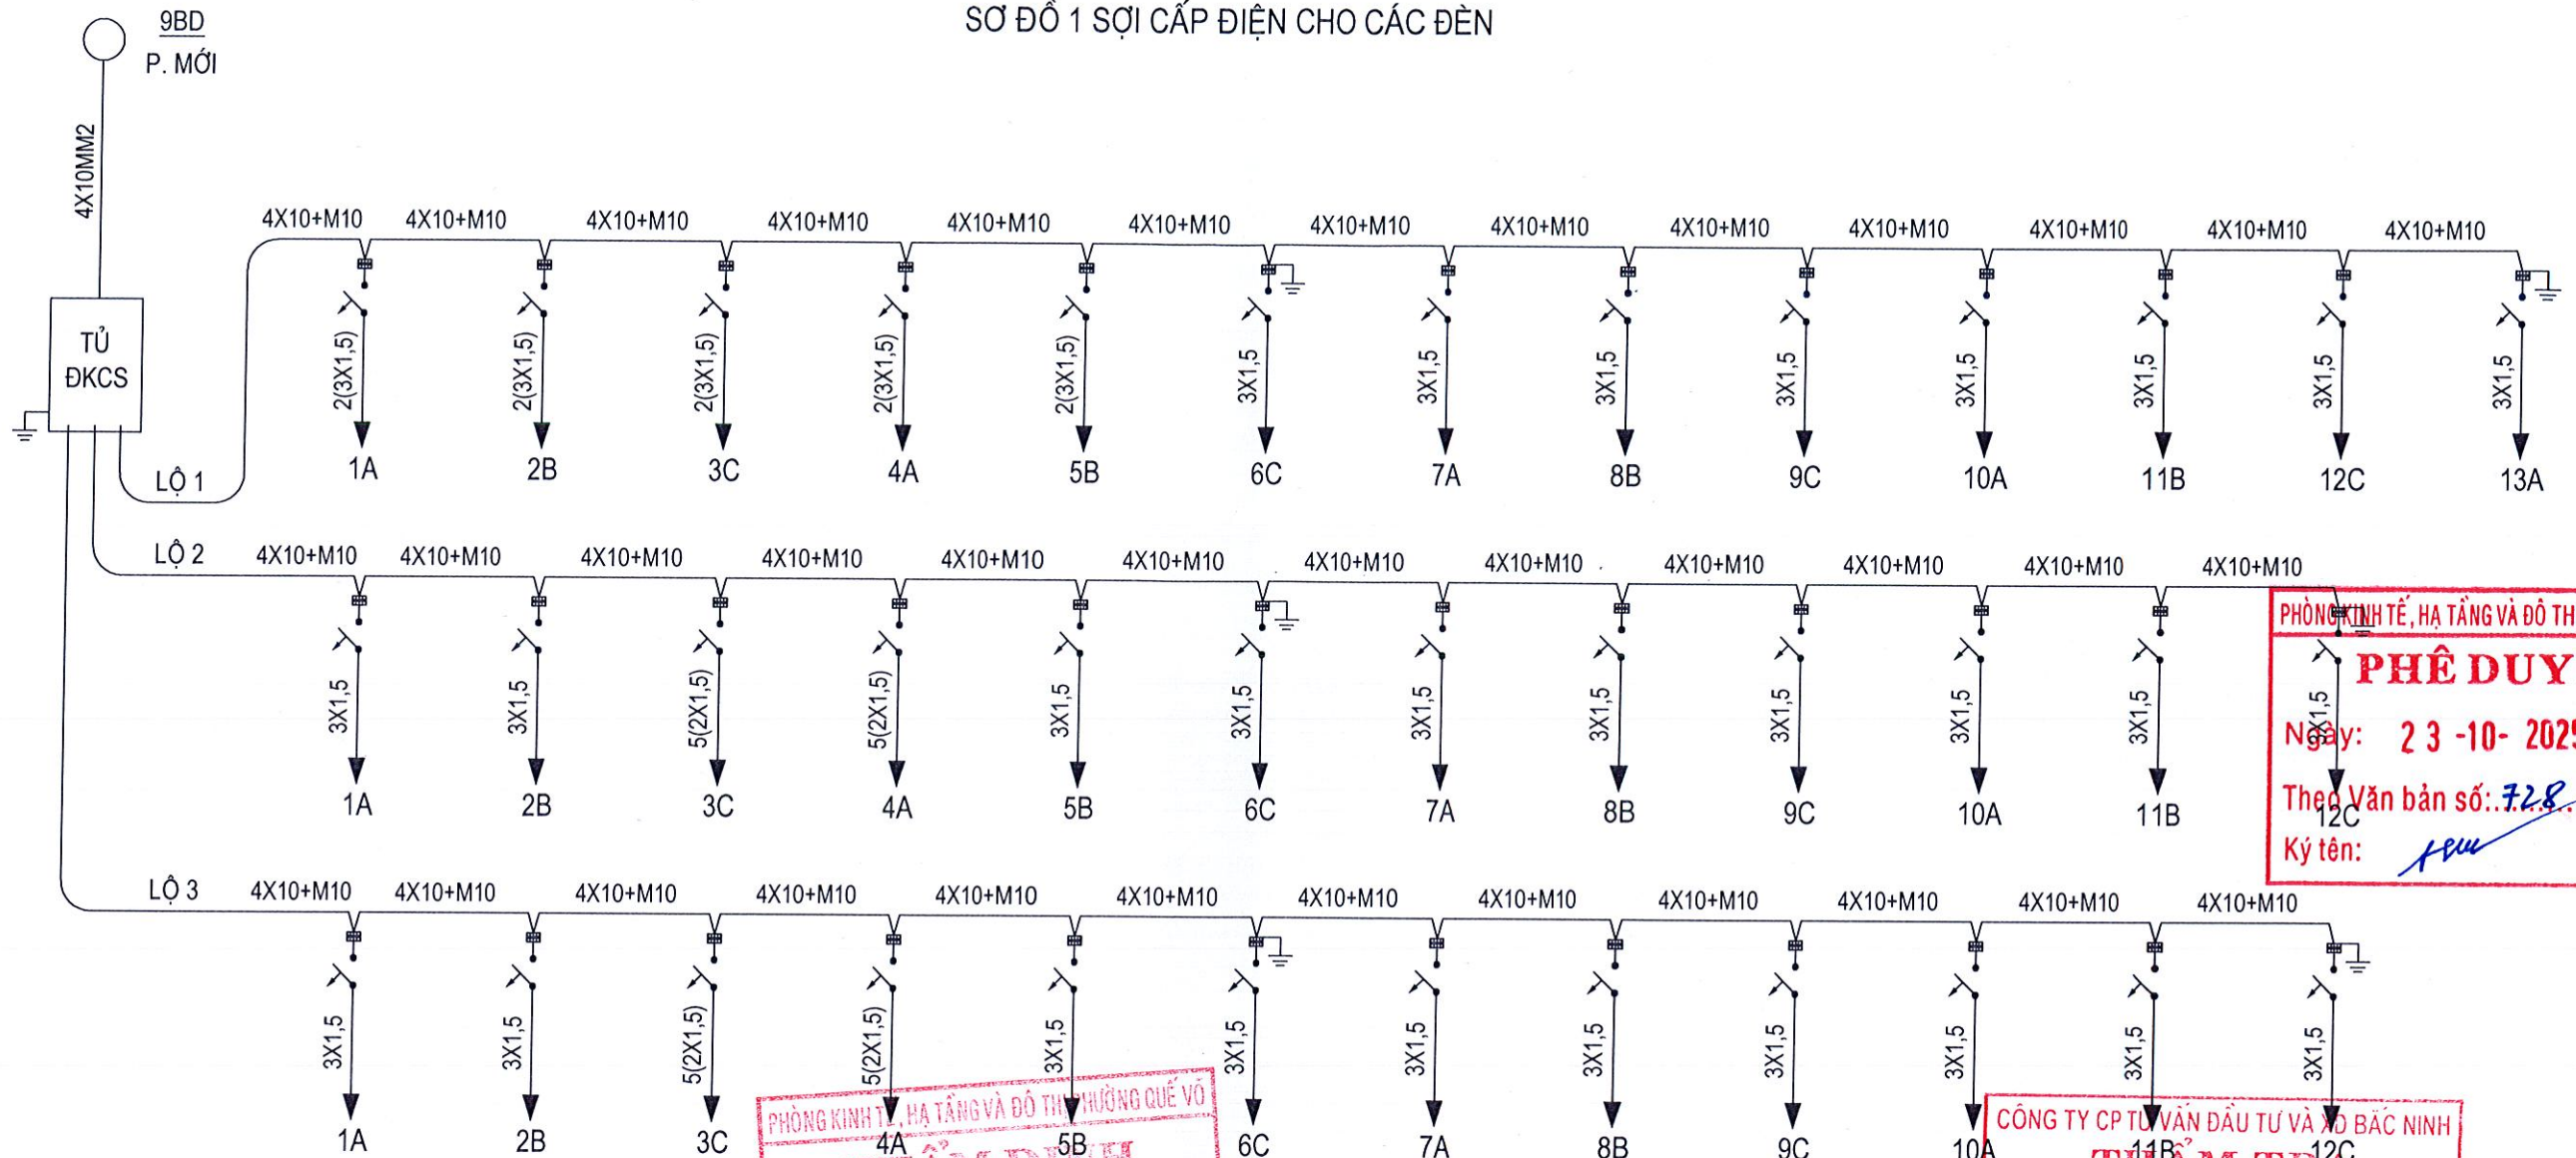 SƠ ĐỒ 1 SỢI CẤP ĐIỆN CHO CÁC ĐÈN
9BD
P. MỚI
4X10MM2
TỦ
ĐKCS
LỘ 1
4X10+M10 4X10+M10 4X10+M10 4X10+M10 4X10+M10 4X10+M10 4X10+M10 4X10+M10 4X10+M10 4X10+M10 4X10+M10 4X10+M10 4X10+M10
2(3X1,5) 2(3X1,5) 2(3X1,5) 2(3X1,5) 2(3X1,5) 3X1,5 3X1,5 3X1,5 3X1,5 3X1,5 3X1,5 3X1,5 3X1,5
1A 2B 3C 4A 5B 6C 7A 8B 9C 10A 11B 12C 13A
LỘ 2
4X10+M10 4X10+M10 4X10+M10 4X10+M10 4X10+M10 4X10+M10 4X10+M10 4X10+M10 4X10+M10 4X10+M10 4X10+M10 4X10+M10
3X1,5 3X1,5 5(2X1,5) 5(2X1,5) 3X1,5 3X1,5 3X1,5 3X1,5 3X1,5 3X1,5 3X1,5 3X1,5
1A 2B 3C 4A 5B 6C 7A 8B 9C 10A 11B 12C
PHÒNG KINH TẾ, HẠ TẦNG VÀ ĐÔ TH
PHÊ DUY
Ngày: 23-10-202
Theo Văn bản số: 728
Ký tên:
LỘ 3
4X10+M10 4X10+M10 4X10+M10 4X10+M10 4X10+M10 4X10+M10 4X10+M10 4X10+M10 4X10+M10 4X10+M10 4X10+M10 4X10+M10
3X1,5 3X1,5 5(2X1,5) 5(2X1,5) 3X1,5 3X1,5 3X1,5 3X1,5 3X1,5 3X1,5 3X1,5 3X1,5
1A 2B 3C 4A 5B 6C 7A 8B 9C 10A 11B 12C
PHÒNG KINH TẾ, HẠ TẦNG VÀ ĐÔ THỊ PHƯỜNG QUẾ VÕ
CÔNG TY CP TƯ VẤN ĐẦU TƯ VÀ XD BẮC NINH